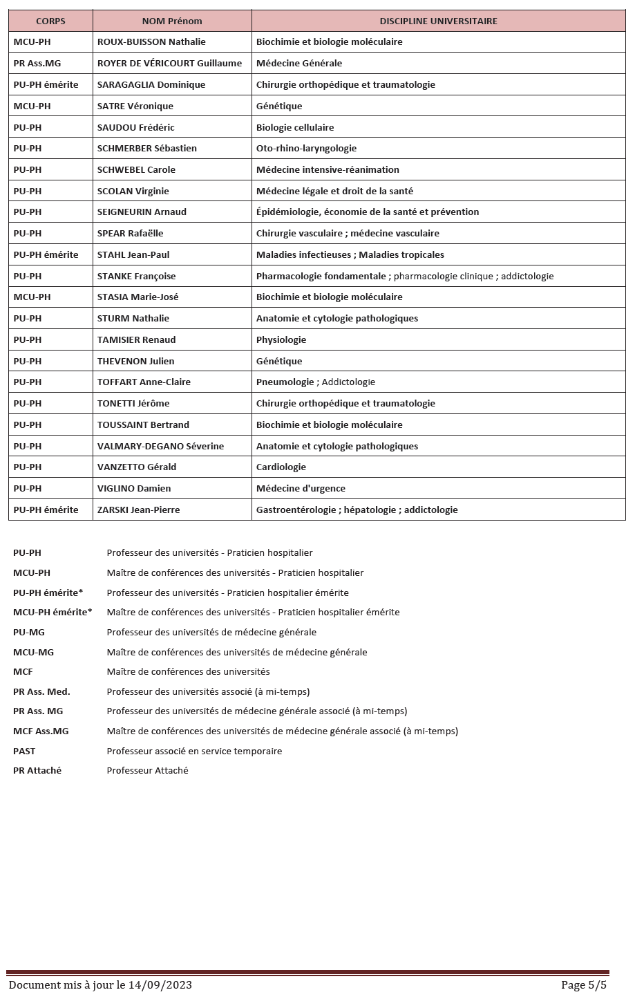 CORPS NOM Prénom DISCIPLINE UNIVERSITAIRE
MCU-PH ROUX-BUISSON Nathalie Biochimie et biologie moléculaire
PR Ass.MG ROYER DE VÉRICOURT Guillaume Médecine Générale
PU-PH émérite SARAGAGLIA Dominique Chirurgie orthopédique et traumatologie
MCU-PH SATRE Véronique Génétique
PU-PH SAUDOU Frédéric Biologie cellulaire
PU-PH SCHMERBER Sébastien Oto-rhino-laryngologie
PU-PH SCHWEBEL Carole Médecine intensive-réanimation
PU-PH SCOLAN Virginie Médecine légale et droit de la santé
PU-PH SEIGNEURIN Arnaud Épidémiologie, économie de la santé et prévention
PU-PH SPEAR Rafaëlle Chirurgie vasculaire ; médecine vasculaire
PU-PH émérite STAHL Jean-Paul Maladies infectieuses ; Maladies tropicales
PU-PH STANKE Françoise Pharmacologie fondamentale ; pharmacologie clinique ; addictologie
MCU-PH STASIA Marie-José Biochimie et biologie moléculaire
PU-PH STURM Nathalie Anatomie et cytologie pathologiques
PU-PH TAMISIER Renaud Physiologie
PU-PH THEVENON Julien Génétique
PU-PH TOFFART Anne-Claire Pneumologie ; Addictologie
PU-PH TONETTI Jérôme Chirurgie orthopédique et traumatologie
PU-PH TOUSSAINT Bertrand Biochimie et biologie moléculaire
PU-PH VALMARY-DEGANO Séverine Anatomie et cytologie pathologiques
PU-PH VANZETTO Gérald Cardiologie
PU-PH VIGLINO Damien Médecine d'urgence
PU-PH émérite ZARSKI Jean-Pierre Gastroentérologie ; hépatologie ; addictologie
PU-PH Professeur des universités - Praticien hospitalier
MCU-PH Maître de conférences des universités - Praticien hospitalier
PU-PH émérite* Professeur des universités - Praticien hospitalier émérite
MCU-PH émérite* Maître de conférences des universités - Praticien hospitalier émérite
PU-MG Professeur des universités de médecine générale
MCU-MG Maître de conférences des universités de médecine générale
MCF Maître de conférences des universités
PR Ass. Med. Professeur des universités associé (à mi-temps)
PR Ass. MG Professeur des universités de médecine générale associé (à mi-temps)
MCF Ass.MG Maître de conférences des universités de médecine générale associé (à mi-temps)
PAST Professeur associé en service temporaire
PR Attaché Professeur Attaché
Document mis à jour le 14/09/2023 Page 5/5